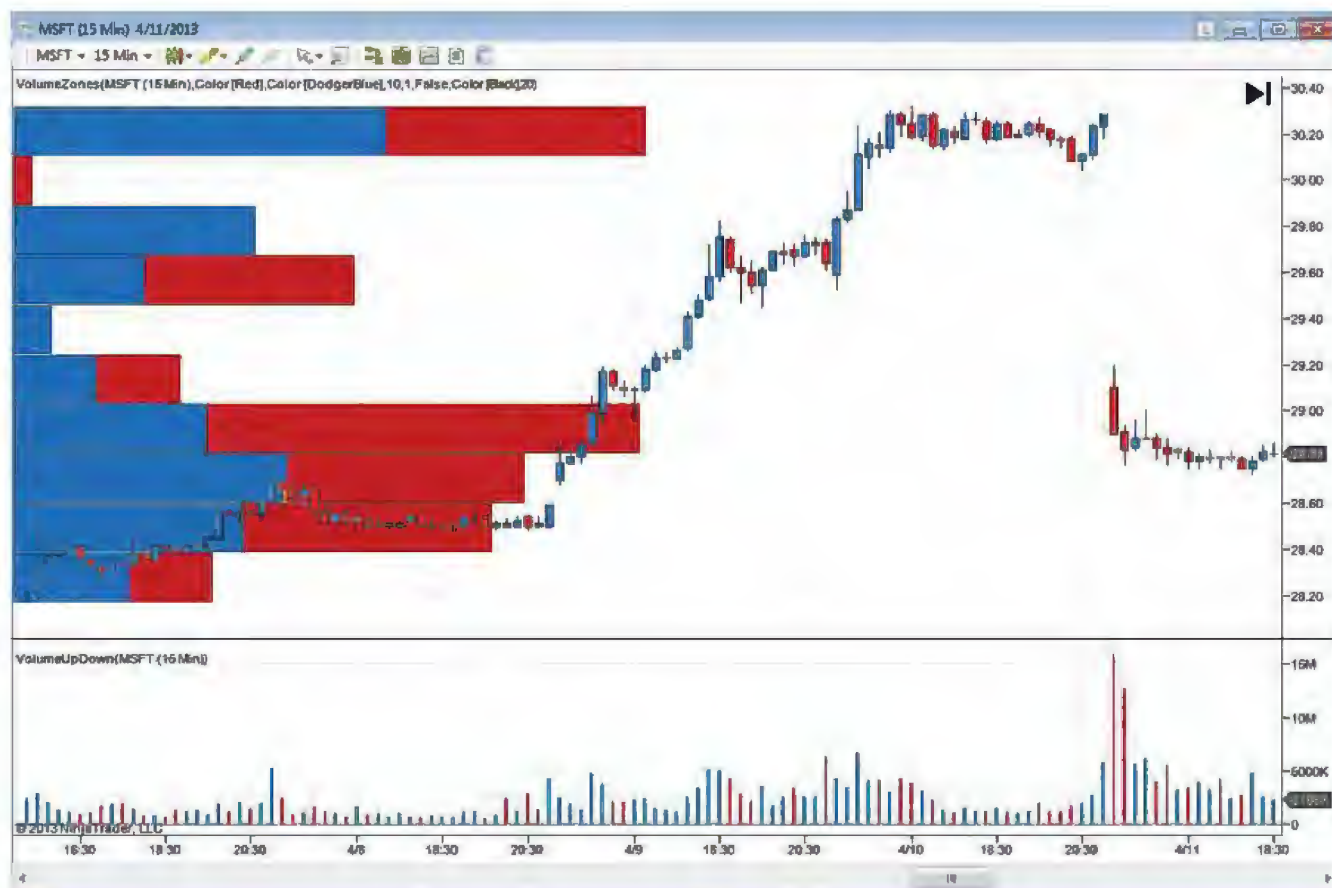 MSFT (15 Min) 4/11/2013
MSFT 15 Min
VolumeZones(MSFT (15 Min),Color [Red],Color [DodgerBlue],10,1,False,Color [Black],20)
30.40
30.20
30.00
29.80
29.60
29.40
29.20
29.00
28.60
28.40
28.20
VolumeUpDown(MSFT (15 Min))
15M
10M
5000K
0
© 2013 NinjaTrader, LLC
16:30 18:30 20:30 4/8 18:30 20:30 4/9 18:30 20:30 4/10 18:30 20:30 4/11 18:30